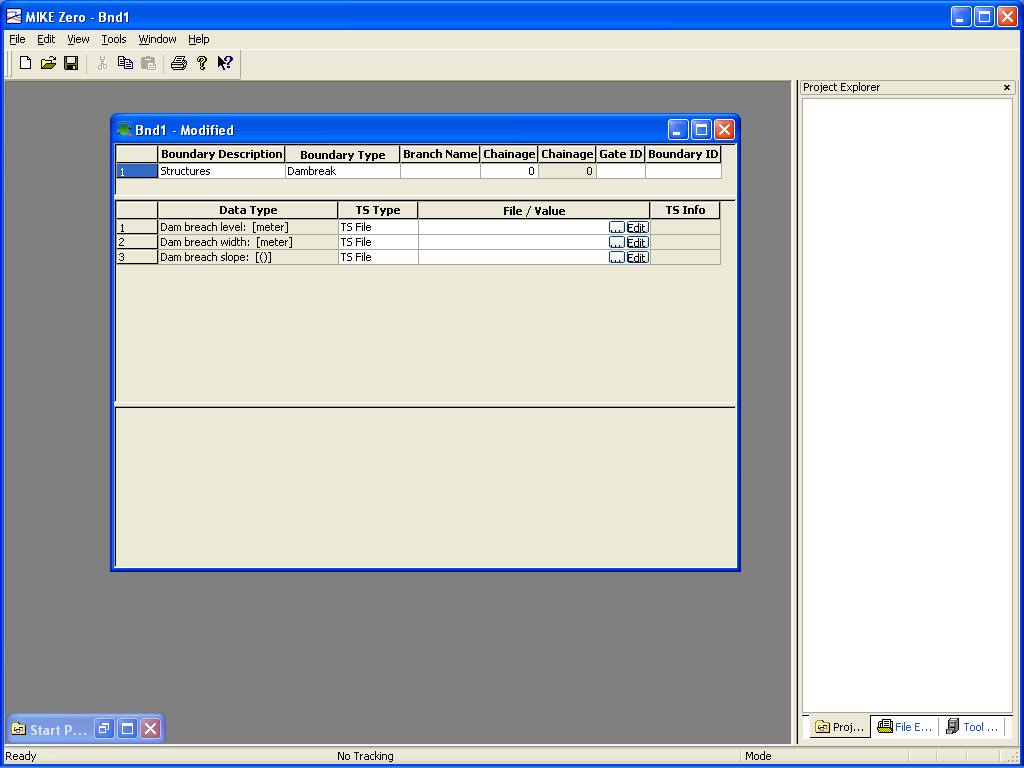 MIKE Zero - Bnd1
File Edit View Tools Window Help
Project Explorer
Bnd1 - Modified
Boundary Description Boundary Type Branch Name Chainage Chainage Gate ID Boundary ID
1 Structures Dambreak 0 0
Data Type TS Type File / Value TS Info
1 Dam breach level: [meter] TS File ... Edit
2 Dam breach width: [meter] TS File ... Edit
3 Dam breach slope: [()] TS File ... Edit
Start P...
Proj... File E... Tool ...
Ready No Tracking Mode